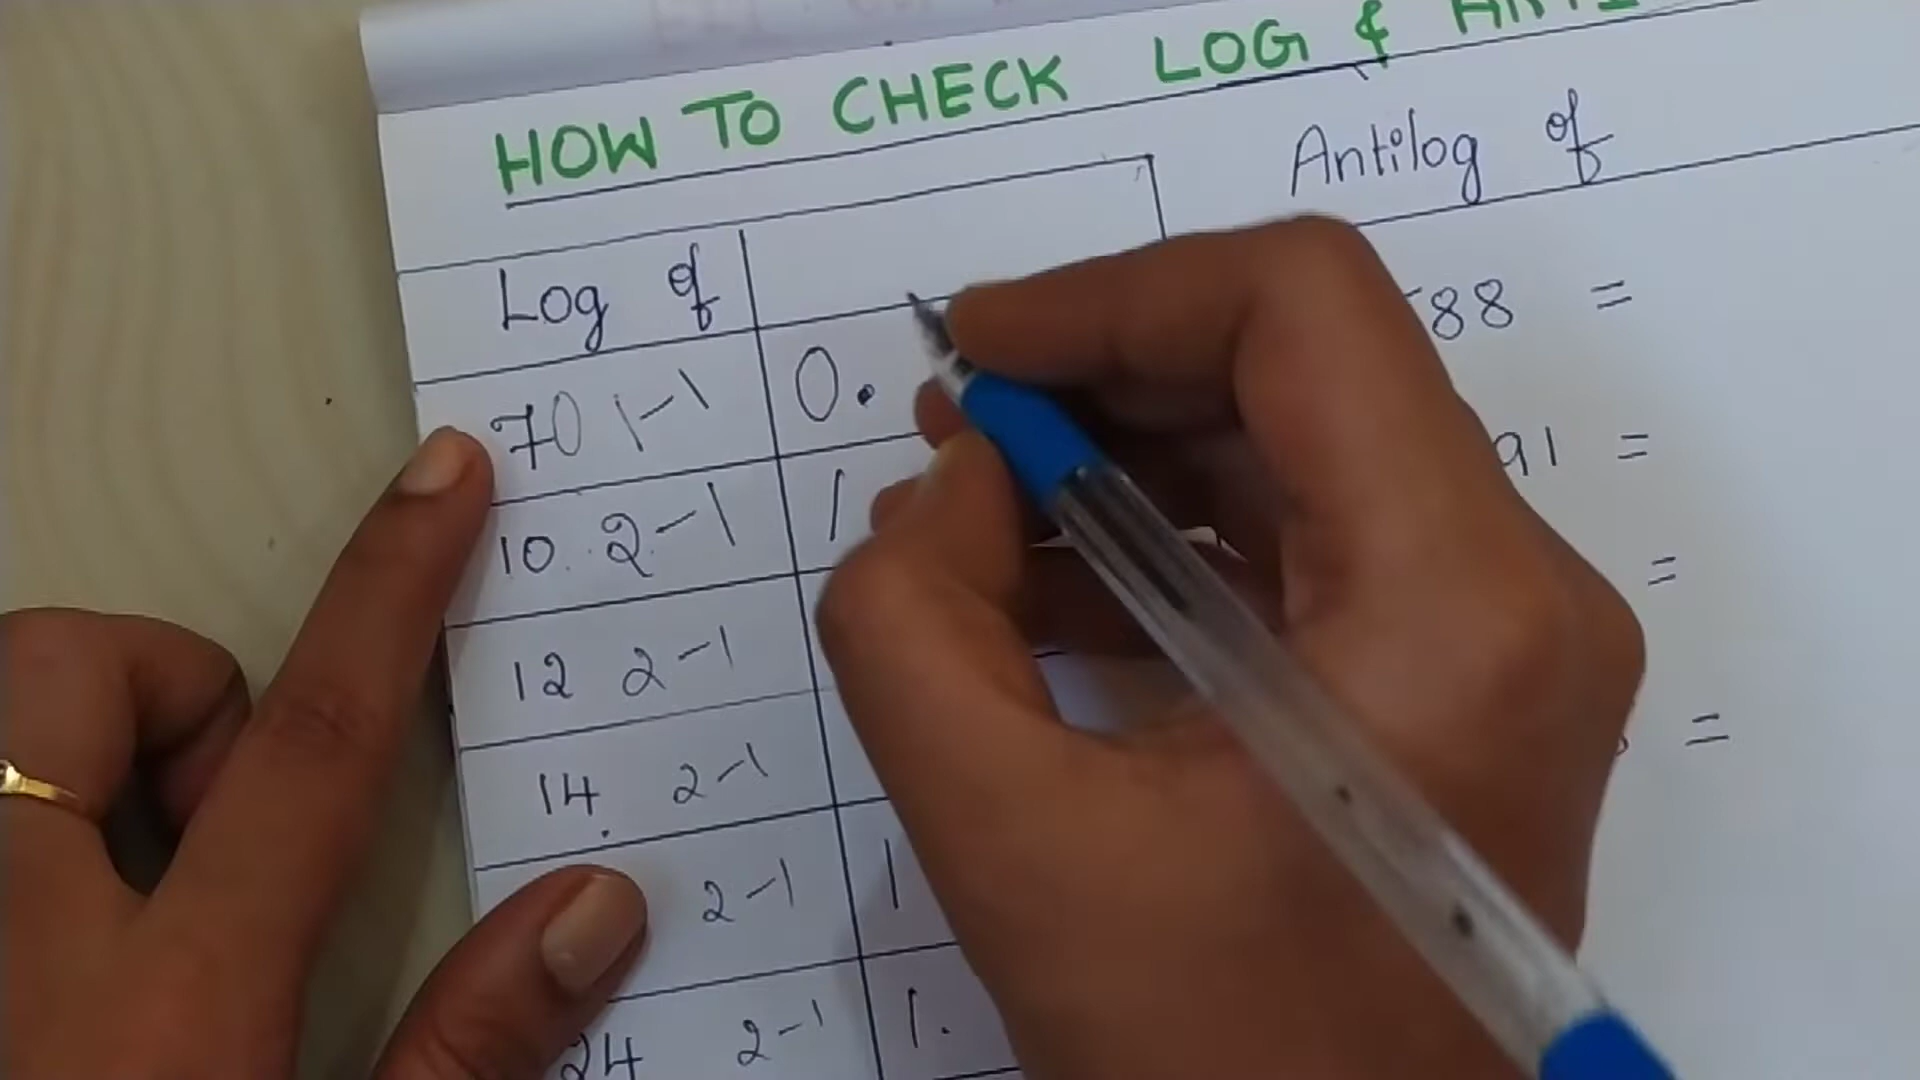 HOW TO CHECK LOG & ANTI
Log of
Antilog of
70 1-1 0.
88 =
10 2-1 1
91 =
12 2-1
=
14 2-1
=
2-1 1
24 2-1 1.